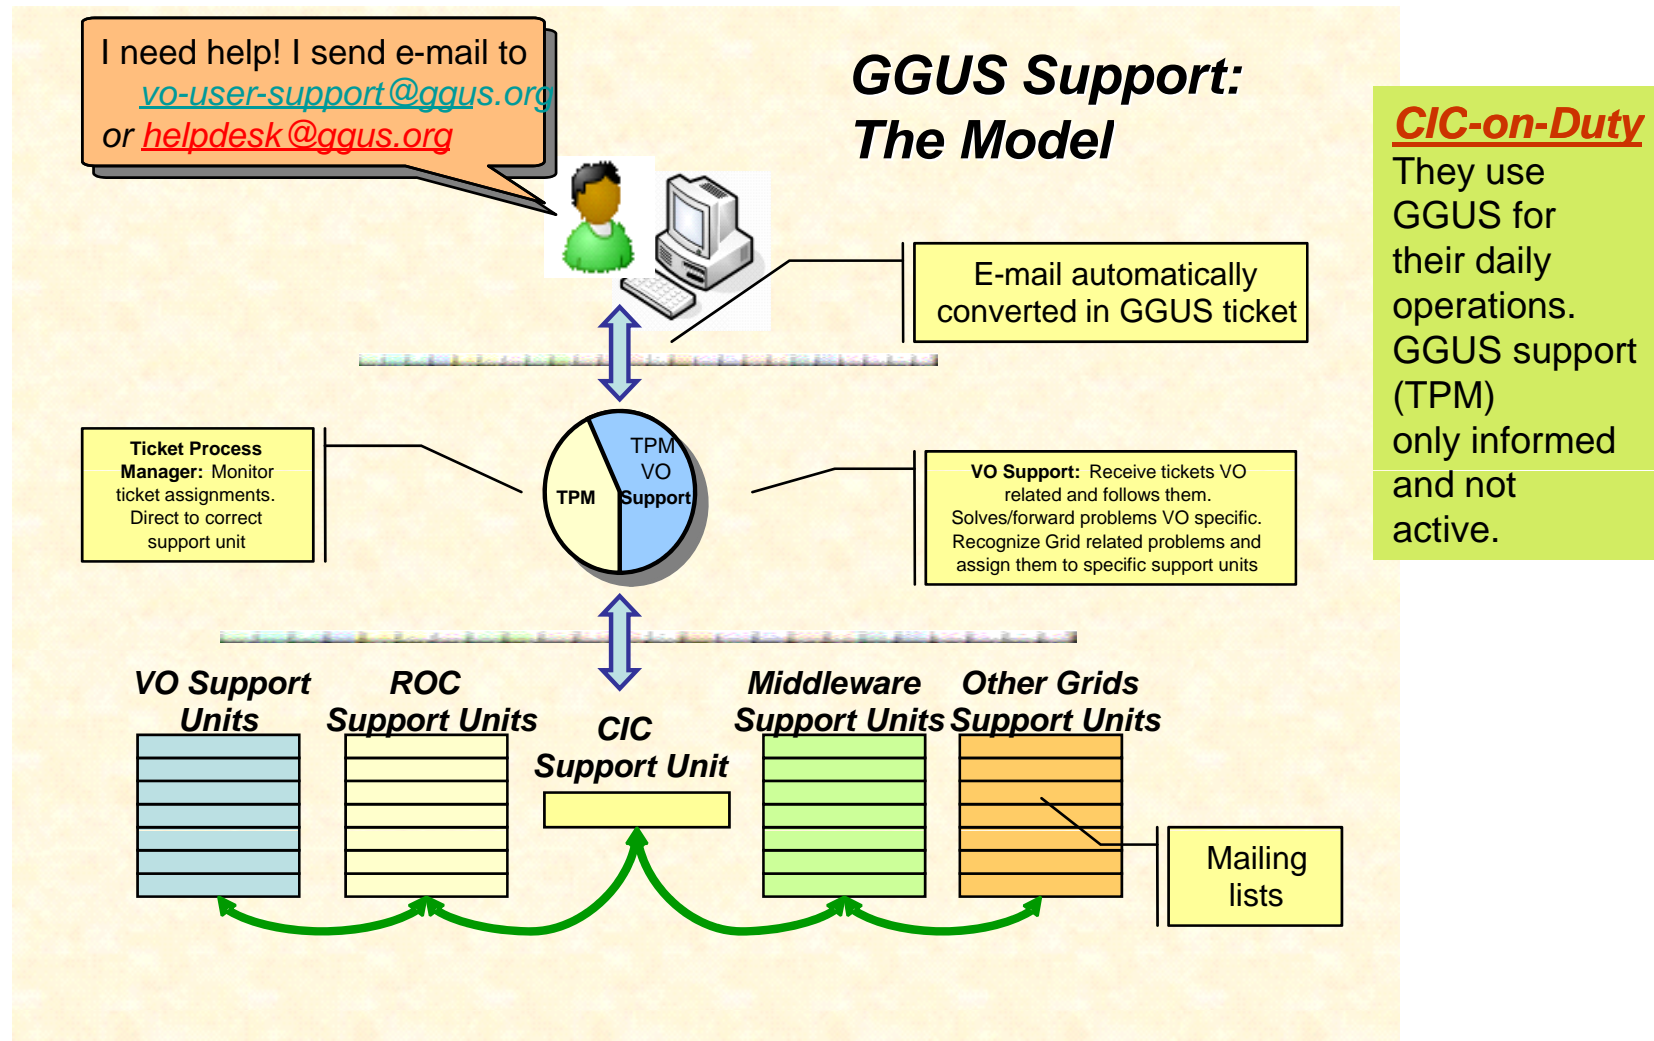 I need help! I send e-mail to
vo-user-support@ggus.org
or helpdesk@ggus.org
GGUS Support:
The Model
CIC-on-Duty
They use
GGUS for
their daily
operations.
GGUS support
(TPM)
only informed
and not
active.
E-mail automatically
converted in GGUS ticket
Ticket Process
Manager: Monitor
ticket assignments.
Direct to correct
support unit
TPM
TPM
VO
Support
VO Support: Receive tickets VO
related and follows them.
Solves/forward problems VO specific.
Recognize Grid related problems and
assign them to specific support units
VO Support
Units
ROC
Support Units
CIC
Support Unit
Middleware
Support Units
Other Grids
Support Units
Mailing
lists